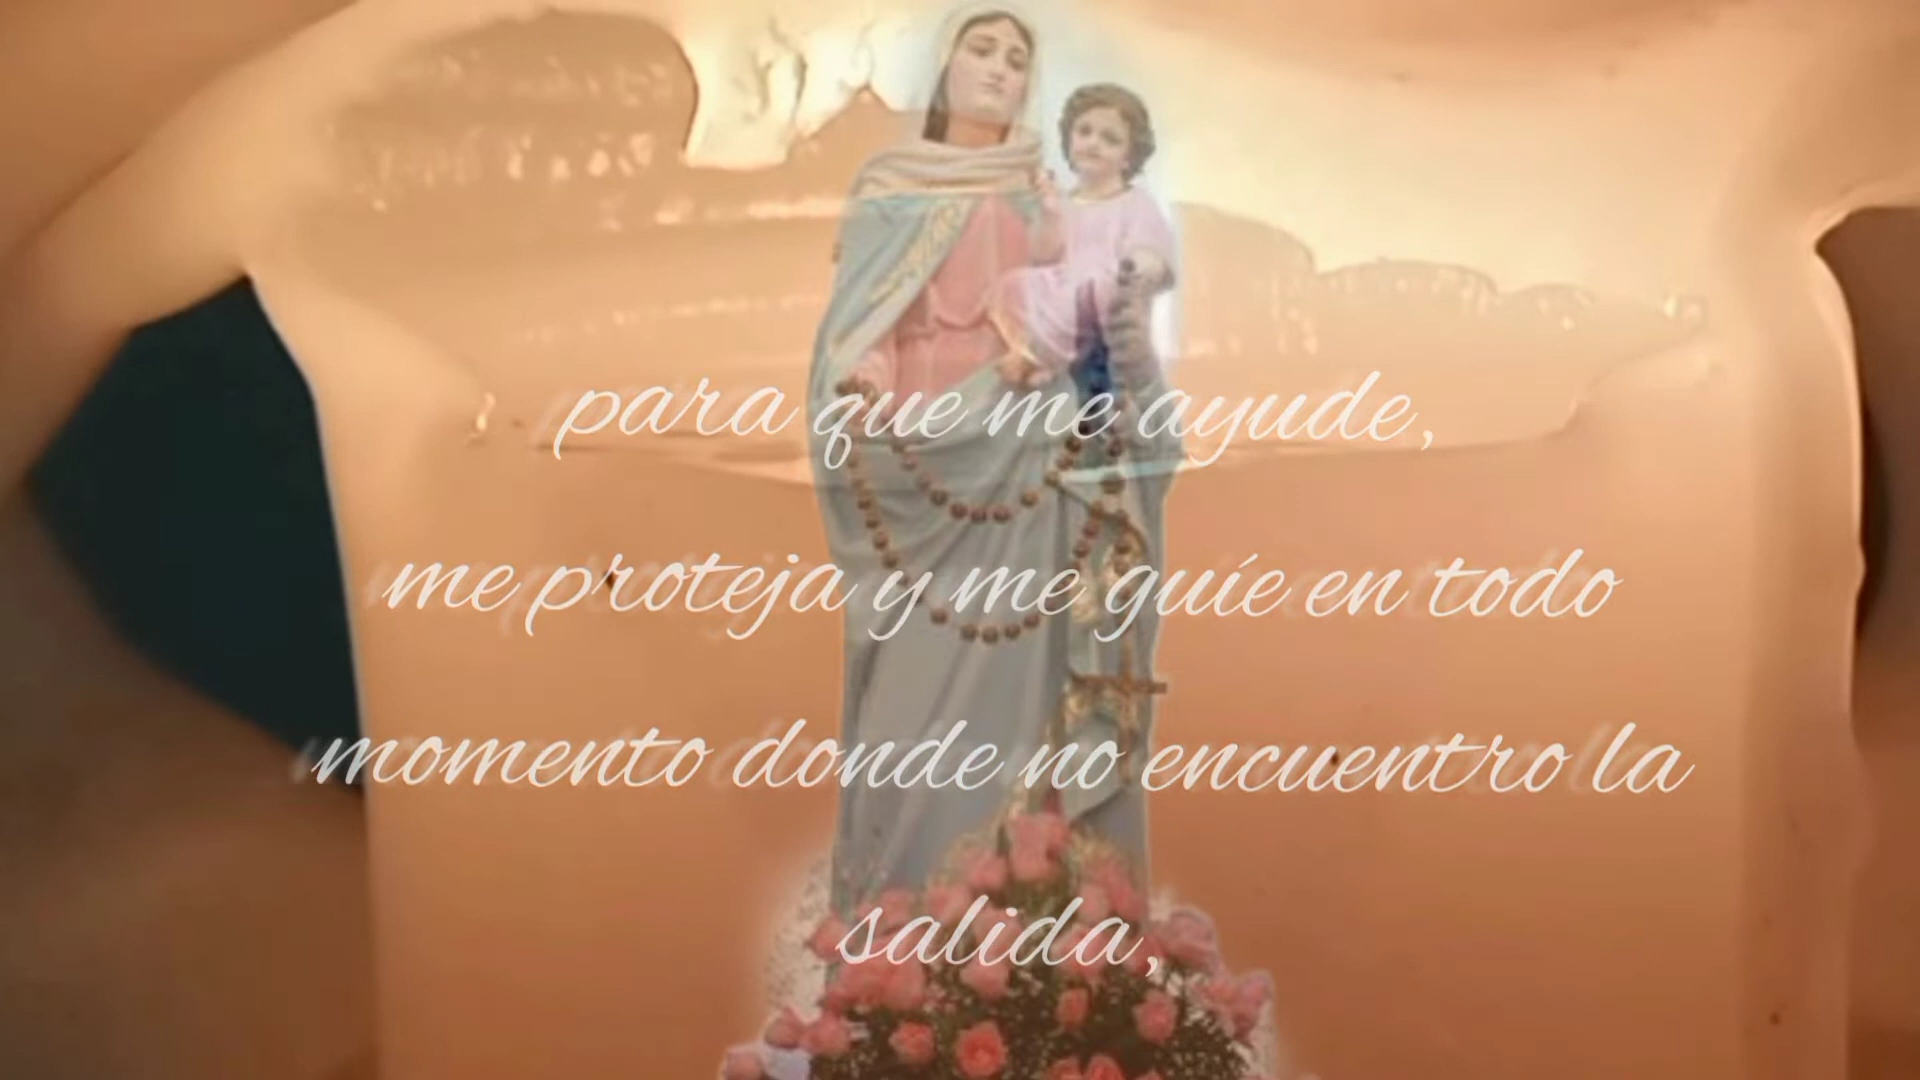 para que me ayude,
me proteja y me guíe en todo
momento donde no encuentro la
salida,